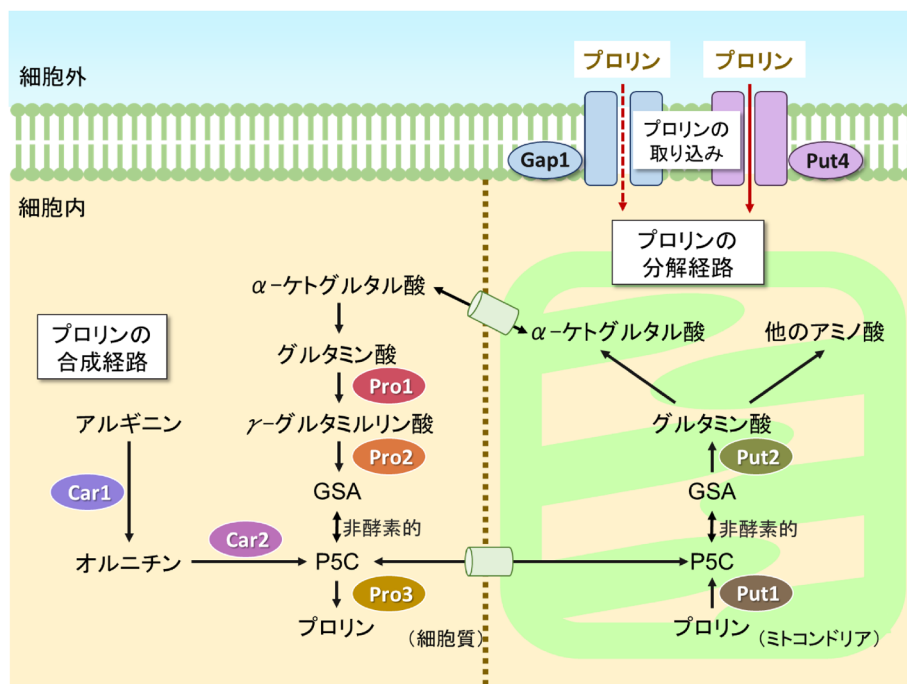 細胞外
プロリン
プロリン
プロリンの
取り込み
Gap1
Put4
細胞内
プロリンの
分解経路
プロリンの
合成経路
α-ケトグルタル酸
グルタミン酸
Pro1
γ-グルタミルリン酸
Pro2
GSA
非酵素的
アルギニン
Car1
オルニチン
Car2
P5C
Pro3
プロリン
(細胞質)
α-ケトグルタル酸
他のアミノ酸
グルタミン酸
Put2
GSA
非酵素的
P5C
Put1
プロリン
(ミトコンドリア)